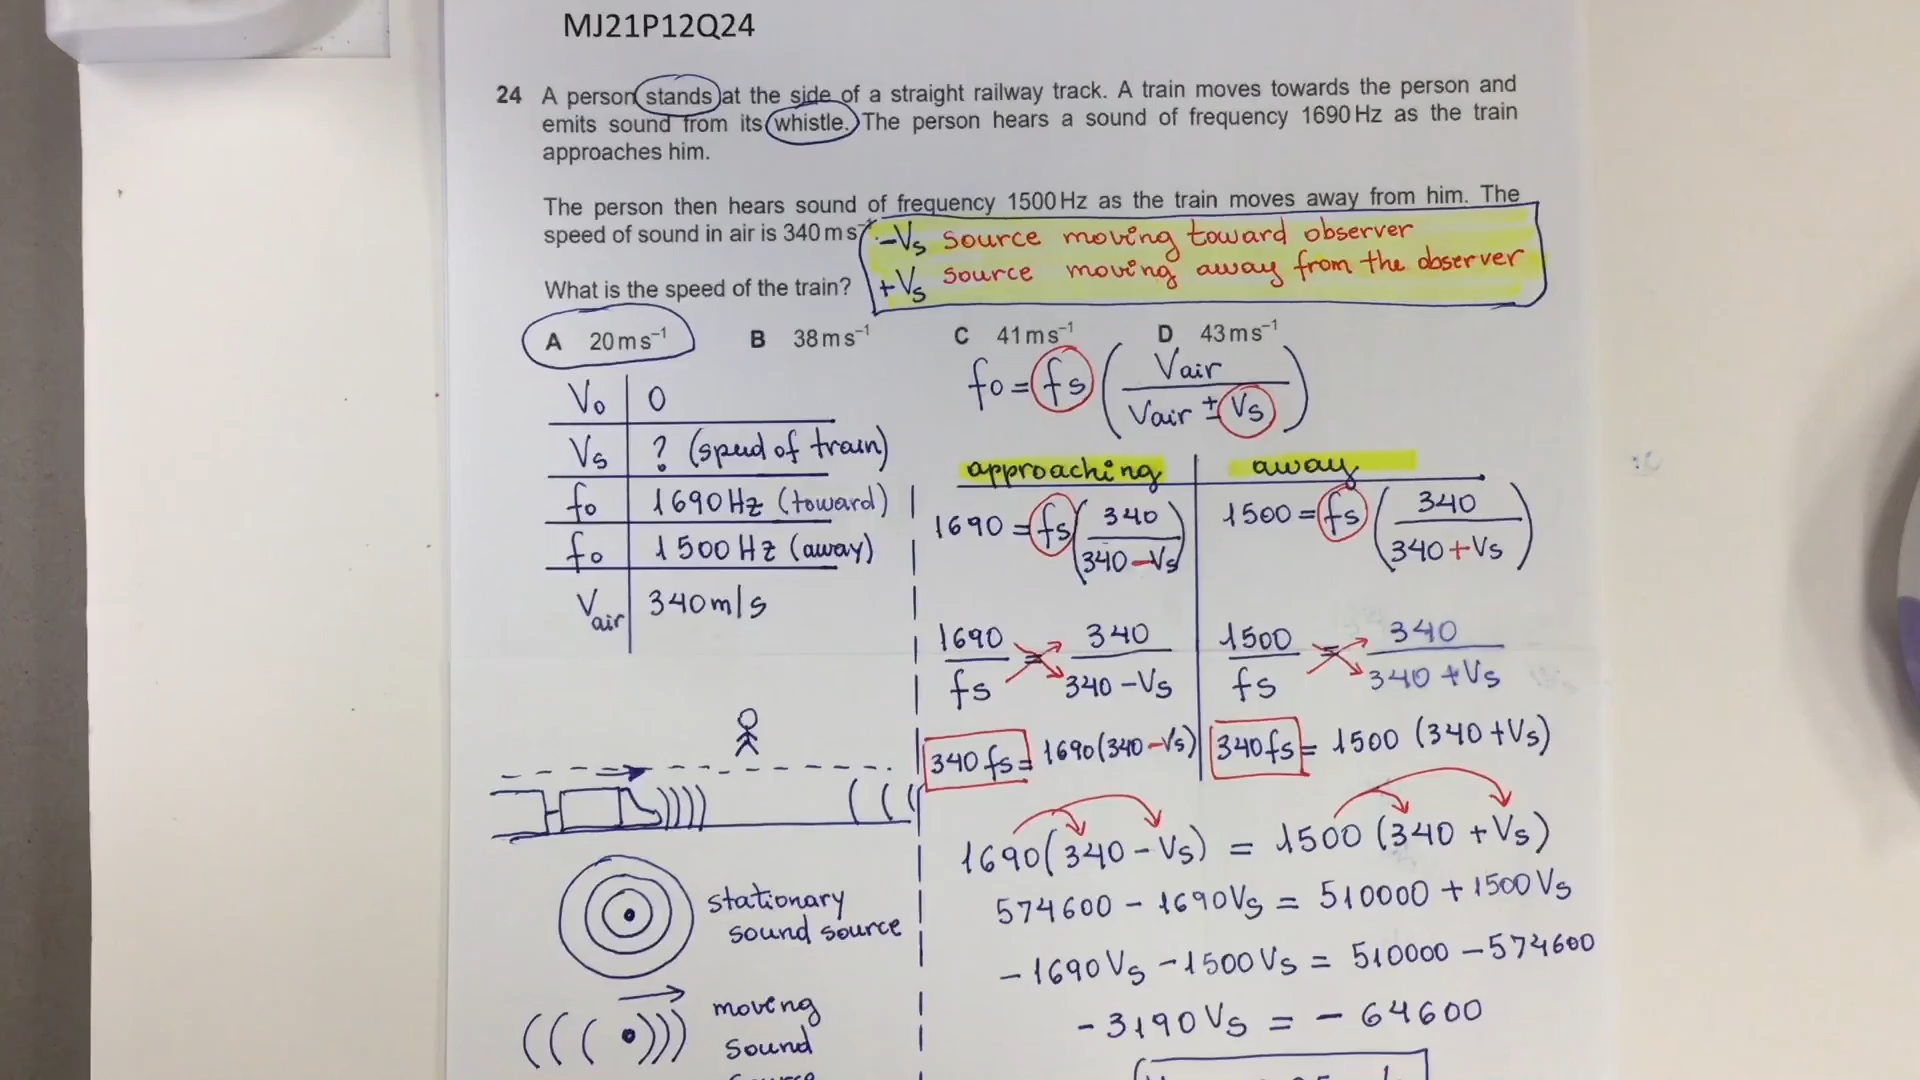 MJ21P12Q24
24 A person stands at the side of a straight railway track. A train moves towards the person and
emits sound from its whistle. The person hears a sound of frequency 1690 Hz as the train
approaches him.
The person then hears sound of frequency 1500 Hz as the train moves away from him. The
speed of sound in air is 340 m s
-Vs source moving toward observer
+Vs source moving away from the observer
What is the speed of the train?
A 20 m s⁻¹ B 38 m s⁻¹ C 41 m s⁻¹ D 43 m s⁻¹
fo = fs (Vair / Vair ± Vs)
Vo 0
Vs ? (speed of train)
fo 1690 Hz (toward)
fo 1500 Hz (away)
Vair 340 m/s
approaching away
1690 = fs (340 / 340 - Vs) 1500 = fs (340 / 340 + Vs)
1690 / fs = 340 / 340 - Vs 1500 / fs = 340 / 340 + Vs
340 fs = 1690 (340 - Vs) 340 fs = 1500 (340 + Vs)
1690 (340 - Vs) = 1500 (340 + Vs)
574600 - 1690 Vs = 510000 + 1500 Vs
- 1690 Vs - 1500 Vs = 510000 - 574600
- 3190 Vs = - 64600
stationary
sound source
moving
sound